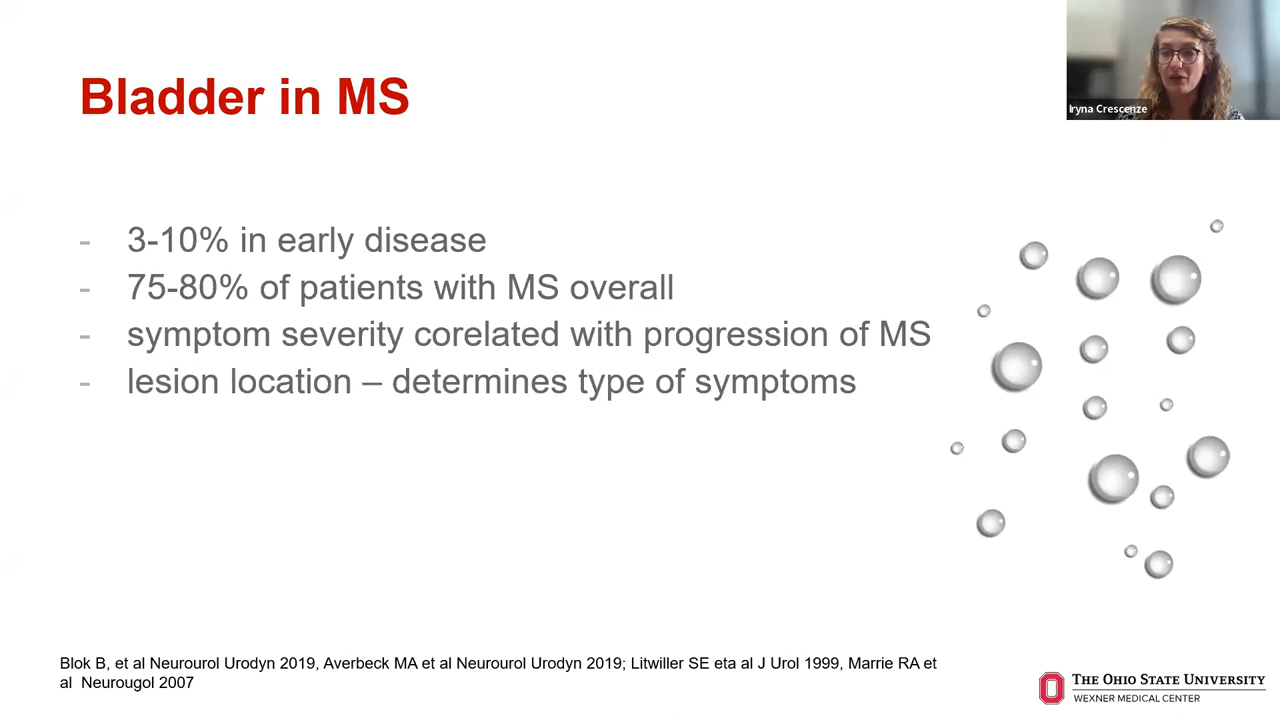 Bladder in MS
Iryna Crescenze
- 3-10% in early disease
- 75-80% of patients with MS overall
- symptom severity corelated with progression of MS
- lesion location – determines type of symptoms
Blok B, et al Neurourol Urodyn 2019, Averbeck MA et al Neurourol Urodyn 2019; Litwiller SE eta al J Urol 1999, Marrie RA et
al Neurougol 2007
THE OHIO STATE UNIVERSITY
WEXNER MEDICAL CENTER